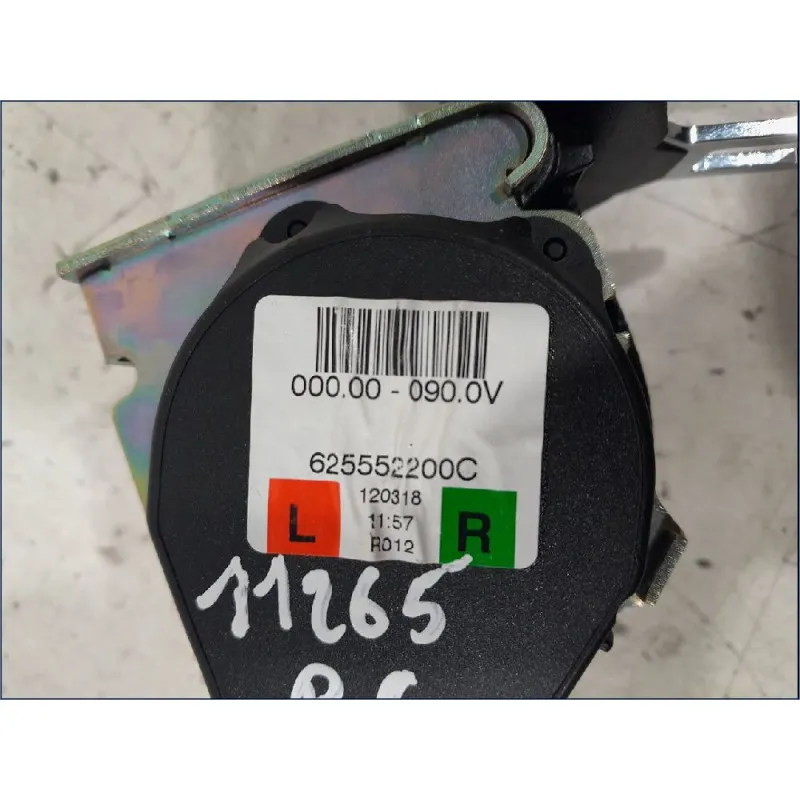 000.00 - 090.0V
625552200C
L 120318 R
11:57
R012
11265